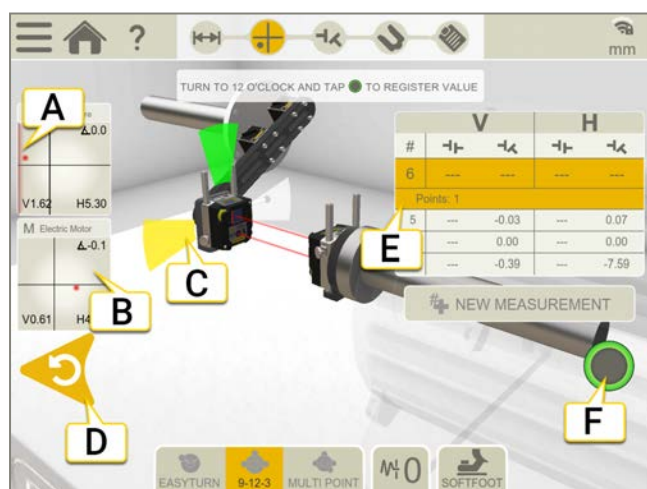 ?
mm
TURN TO 12 O'CLOCK AND TAP TO REGISTER VALUE
A
∡0.0
V1.62 H5.30
M Electric Motor
∡-0.1
V0.61 H4
B
C
D
V H
#
6 --- --- --- ---
Points: 1
5 --- -0.03 --- 0.07
--- 0.00 --- 0.00
--- -0.39 --- -7.59
E
NEW MEASUREMENT
F
EASYTURN 9-12-3 MULTI POINT 0 SOFTFOOT